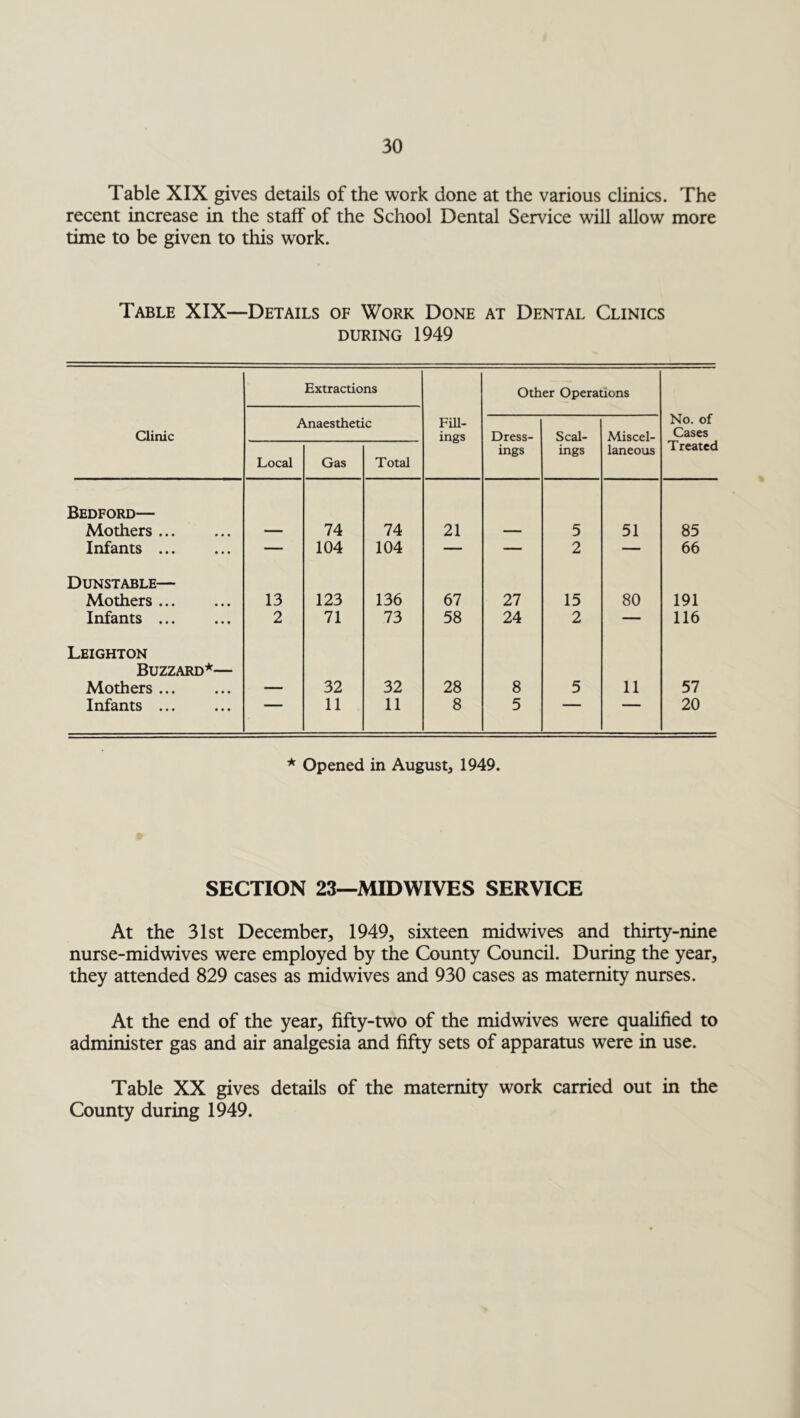 30
Table XIX gives details of the work done at the various clinics. The
recent increase in the staff of the School Dental Service will allow more
time to be given to this work.
Table XIX—Details of Work Done at Dental Clinics
during 1949
Clinic
Extractions
Anaesthetic
Local Gas Total
Fill-
ings
Other Operations
Dress-
ings
Scal-
ings
Miscel-
laneous
No. of
Cases
Treated
Bedford—
Mothers ... ... — 74 74 21 — 5 51 85
Infants ... ... — 104 104 — — 2 — 66
Dunstable—
Mothers ... ... 13 123 136 67 27 15 80 191
Infants ... ... 2 71 73 58 24 2 — 116
Leighton
Buzzard*—
Mothers ... ... — 32 32 28 8 5 11 57
Infants ... ... — 11 11 8 5 — — 20
* Opened in August, 1949.
SECTION 23—MIDWIVES SERVICE
At the 31st December, 1949, sixteen midwives and thirty-nine
nurse-midwives were employed by the County Council. During the year,
they attended 829 cases as midwives and 930 cases as maternity nurses.
At the end of the year, fifty-two of the midwives were qualified to
administer gas and air analgesia and fifty sets of apparatus were in use.
Table XX gives details of the maternity work carried out in the
County during 1949.